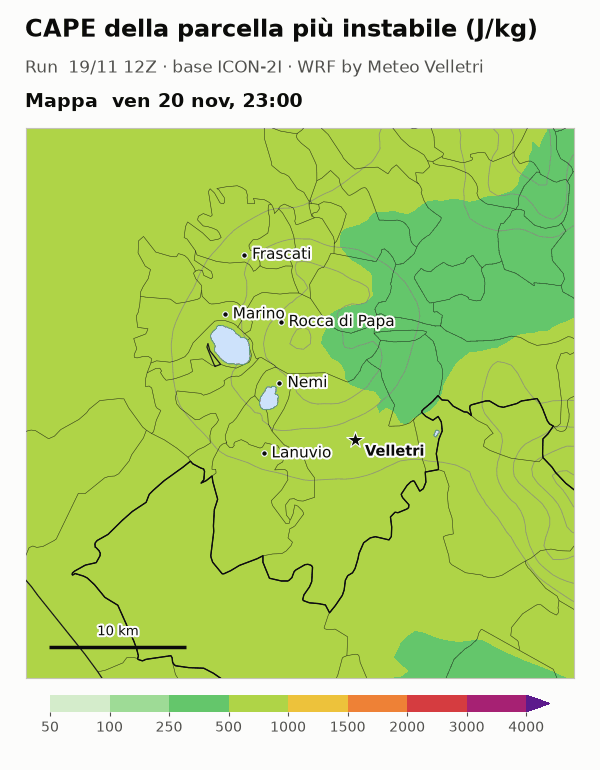 CAPE della parcella più instabile (J/kg)
Run  19/11 12Z · base ICON-2I · WRF by Meteo Velletri
Mappa  ven 20 nov, 23:00
Frascati
Marino
Rocca di Papa
Nemi
Velletri
Lanuvio
10 km
50 100 250 500 1000 1500 2000 3000 4000